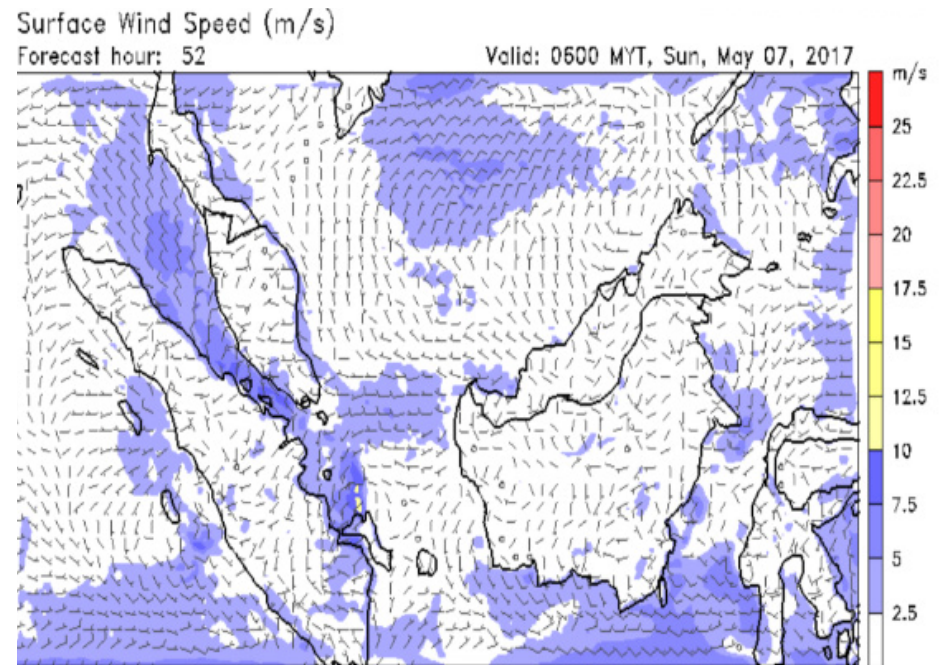 Surface Wind Speed (m/s)
Forecast hour: 52
Valid: 0600 MYT, Sun, May 07, 2017
m/s
25
22.5
20
17.5
15
12.5
10
7.5
5
2.5